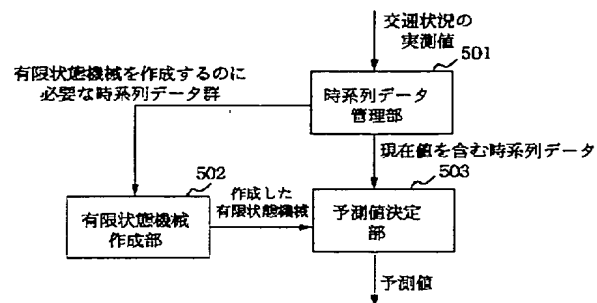 交通状況の
実測値
501
有限状態機械を作成するのに
必要な時系列データ群
時系列データ
管理部
現在値を含む時系列データ
503
502
作成した
有限状態機械
有限状態機械
作成部
予測値決定
部
予測値